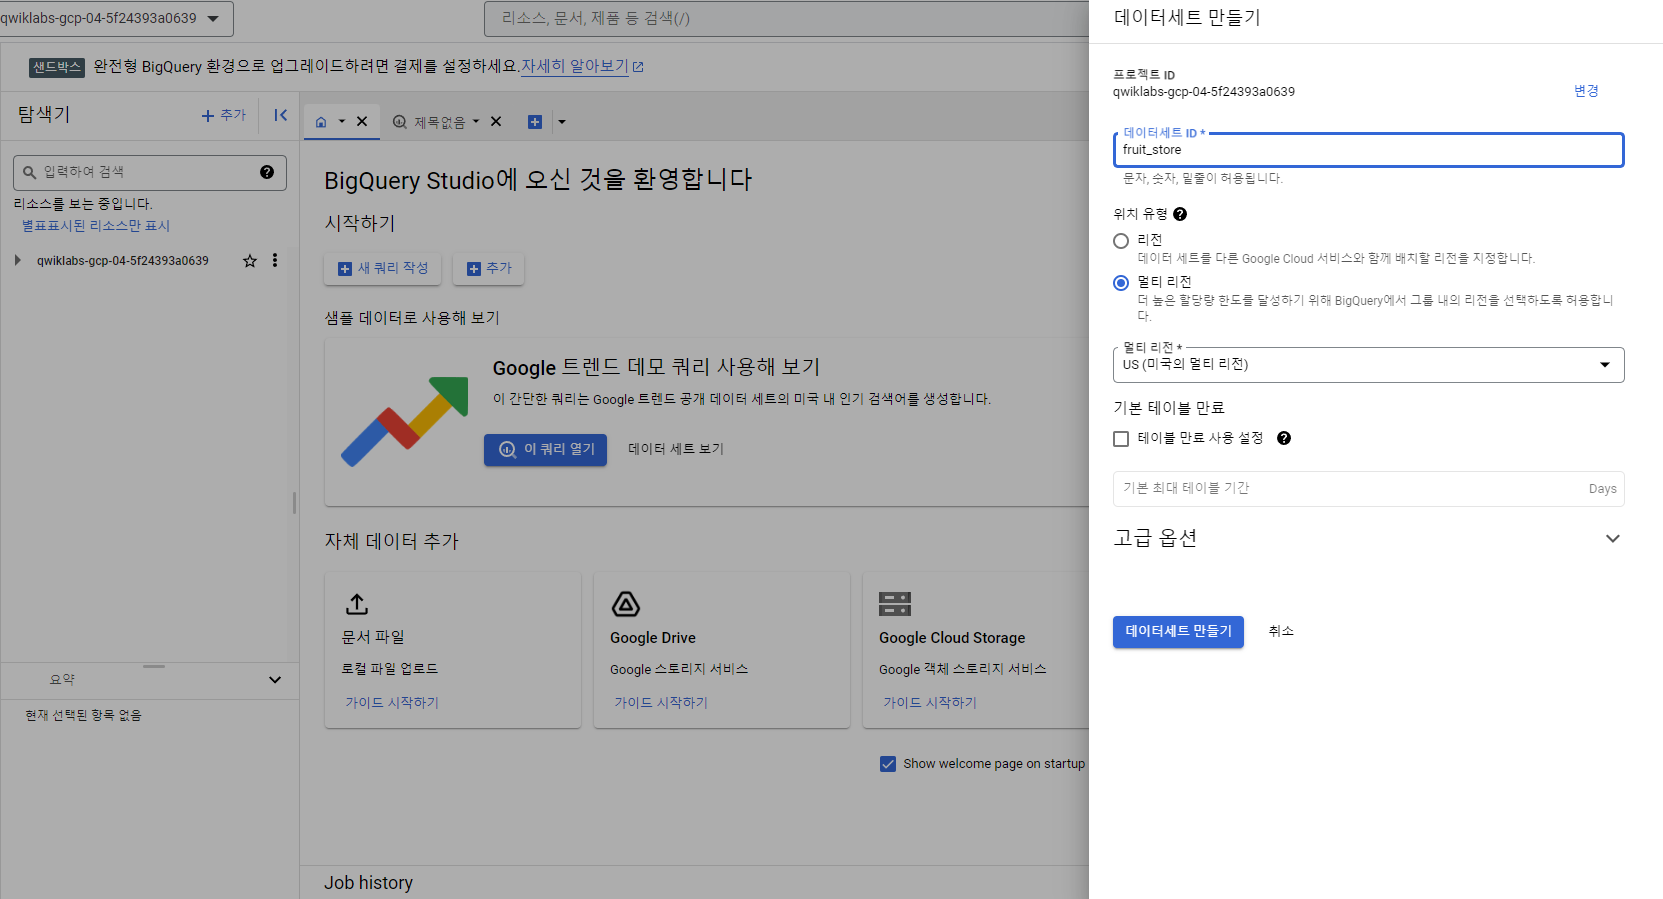 qwiklabs-gcp-04-5f24393a0639
리소스, 문서, 제품 등 검색(/)
샌드박스 완전형 BigQuery 환경으로 업그레이드하려면 결제를 설정하세요. 자세히 알아보기
탐색기
추가
입력하여 검색
리소스를 보는 중입니다.
별표표시된 리소스만 표시
qwiklabs-gcp-04-5f24393a0639
요약
현재 선택된 항목 없음
제목없음
BigQuery Studio에 오신 것을 환영합니다
시작하기
새 쿼리 작성
추가
샘플 데이터로 사용해 보기
Google 트렌드 데모 쿼리 사용해 보기
이 간단한 쿼리는 Google 트렌드 공개 데이터 세트의 미국 내 인기 검색어를 생성합니다.
이 쿼리 열기
데이터 세트 보기
자체 데이터 추가
문서 파일
로컬 파일 업로드
가이드 시작하기
Google Drive
Google 스토리지 서비스
가이드 시작하기
Google Cloud Storage
Google 객체 스토리지 서비스
가이드 시작하기
Show welcome page on startup
Job history
데이터세트 만들기
프로젝트 ID
qwiklabs-gcp-04-5f24393a0639
변경
데이터세트 ID *
fruit_store
문자, 숫자, 밑줄이 허용됩니다.
위치 유형
리전
데이터 세트를 다른 Google Cloud 서비스와 함께 배치할 리전을 지정합니다.
멀티 리전
더 높은 할당량 한도를 달성하기 위해 BigQuery에서 그룹 내의 리전을 선택하도록 허용합니
다.
멀티 리전 *
US (미국의 멀티 리전)
기본 테이블 만료
테이블 만료 사용 설정
기본 최대 테이블 기간
Days
고급 옵션
데이터세트 만들기
취소